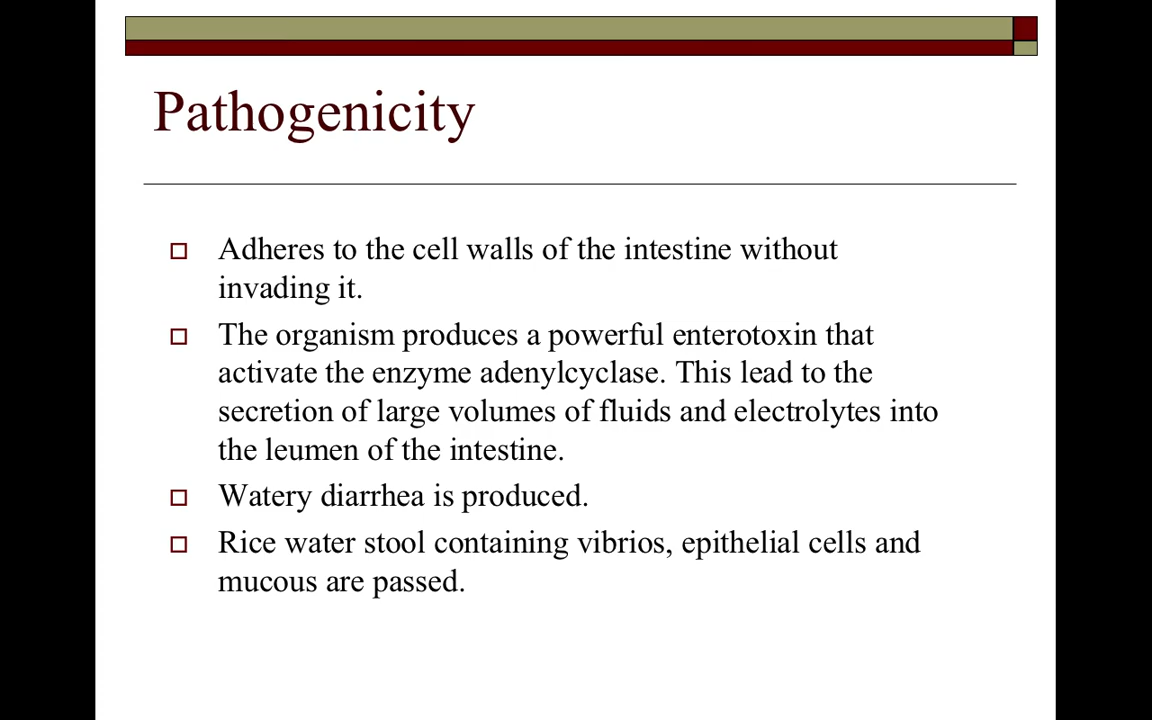 Pathogenicity
Adheres to the cell walls of the intestine without
invading it.
The organism produces a powerful enterotoxin that
activate the enzyme adenylcyclase. This lead to the
secretion of large volumes of fluids and electrolytes into
the leumen of the intestine.
Watery diarrhea is produced.
Rice water stool containing vibrios, epithelial cells and
mucous are passed.